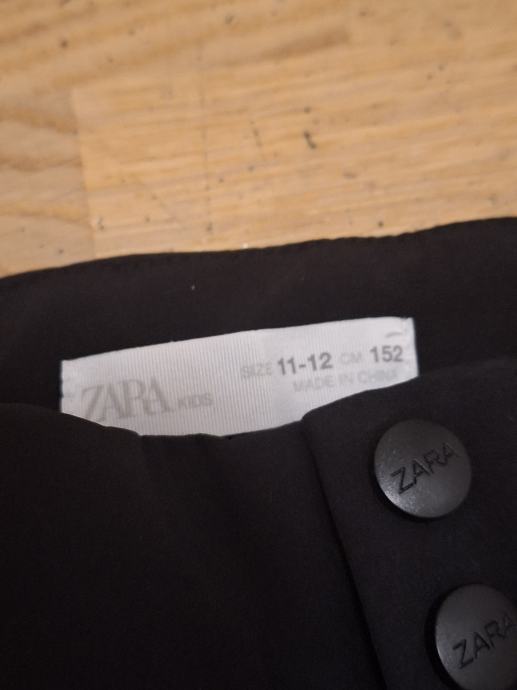 SIZE 11-12 CM 152
MADE IN CHINA
ZARA KIDS
ZARA
ZARA